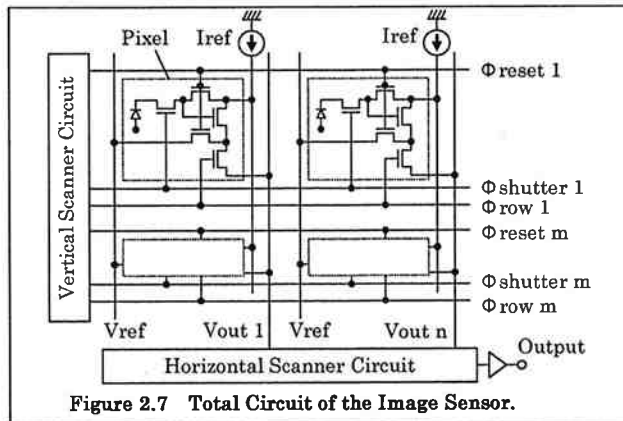 Pixel Iref Iref
Φreset 1
Vertical Scanner Circuit
Φshutter 1
Φrow 1
Φreset m
Φshutter m
Φrow m
Vref Vout 1 Vref Vout n
Output
Horizontal Scanner Circuit
Figure 2.7 Total Circuit of the Image Sensor.